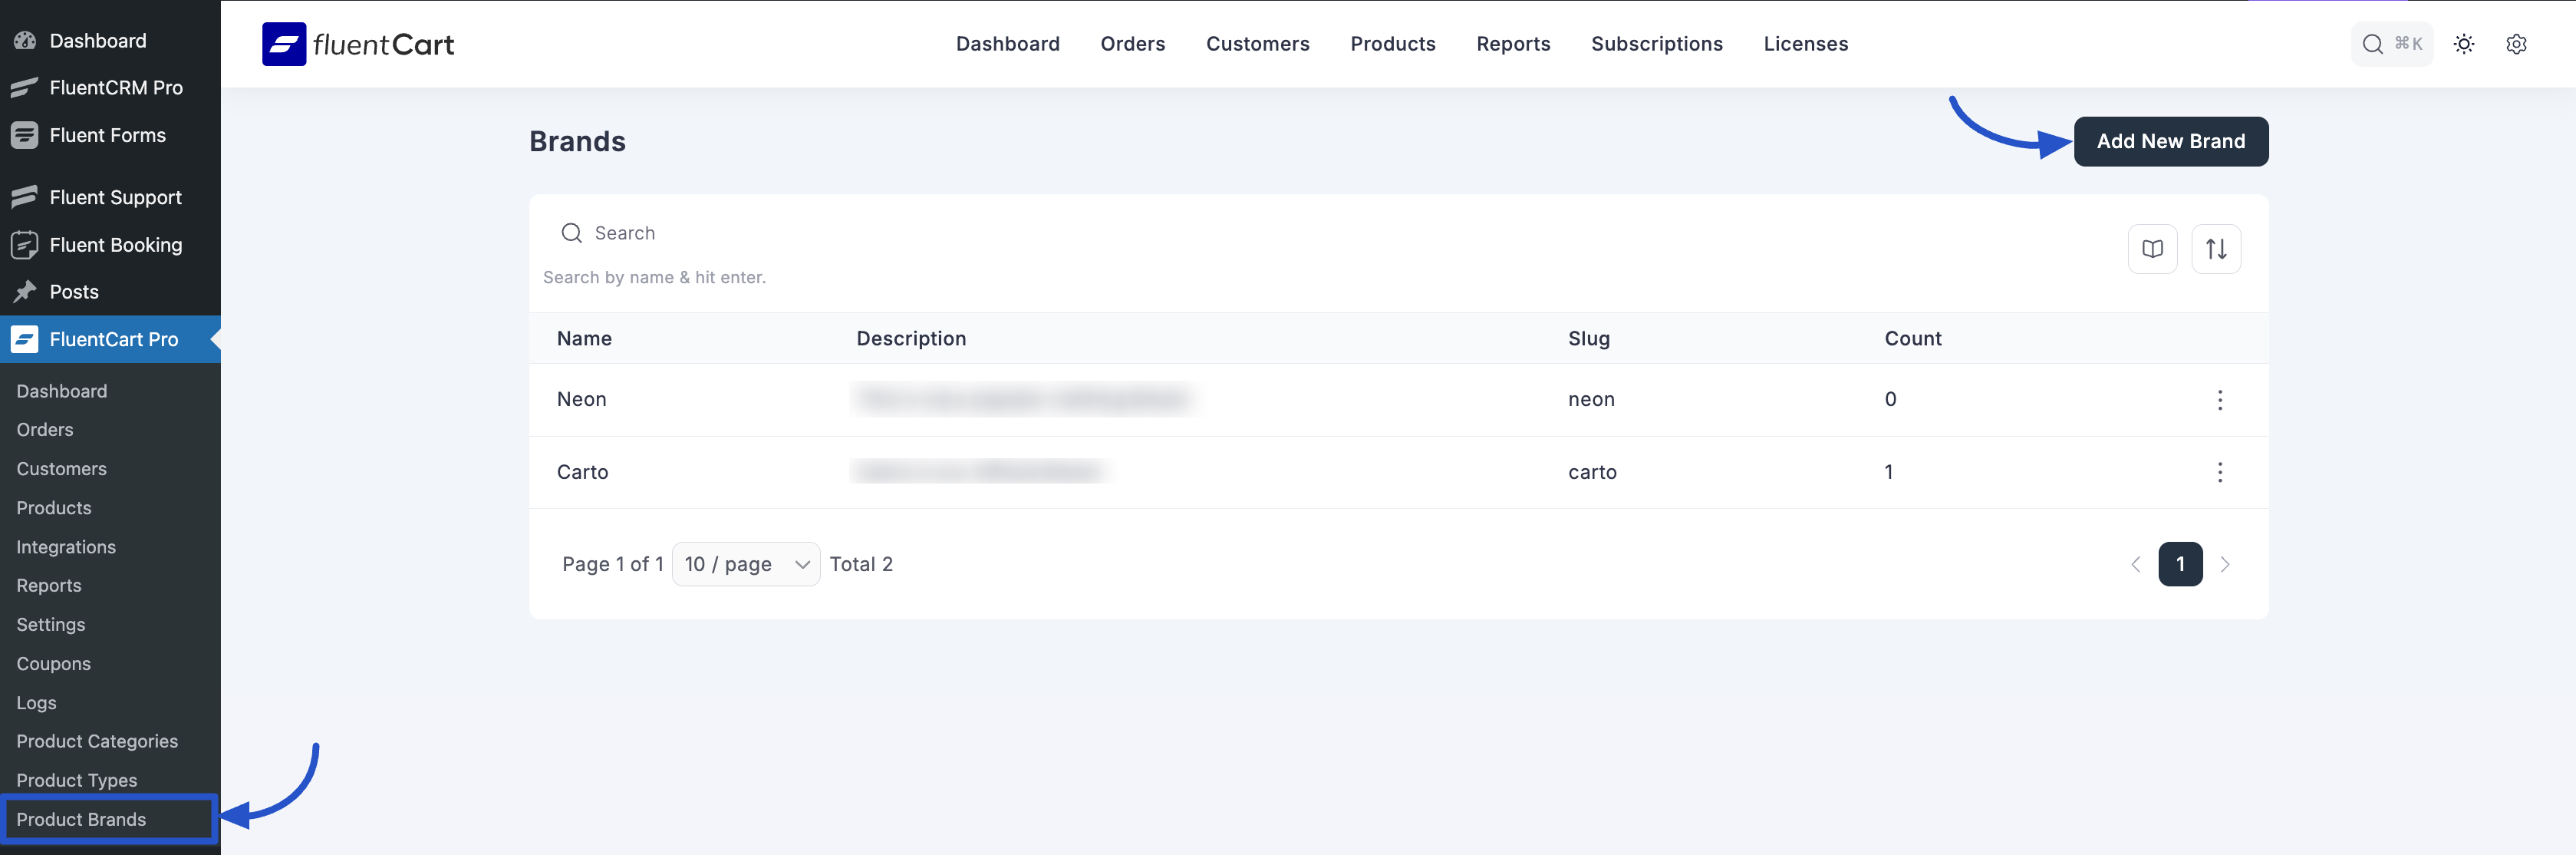 Dashboard
FluentCRM Pro
Fluent Forms
Fluent Support
Fluent Booking
Posts
FluentCart Pro
Dashboard
Orders
Customers
Products
Integrations
Reports
Settings
Coupons
Logs
Product Categories
Product Types
Product Brands
fluentCart
Dashboard Orders Customers Products Reports Subscriptions Licenses
⌘K
Brands
Add New Brand
Search
Search by name & hit enter.
Name Description Slug Count
Neon neon 0
Carto carto 1
Page 1 of 1 10 / page Total 2
1